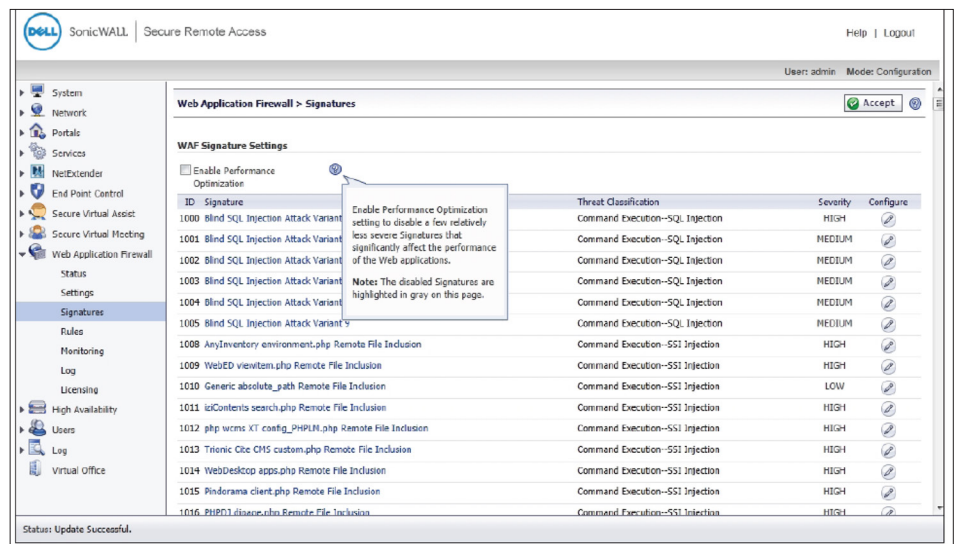 DELL SonicWALL | Secure Remote Access
Help | Logout
User: admin Mode: Configuration
System
Network
Portals
Services
NetExtender
End Point Control
Secure Virtual Assist
Secure Virtual Meeting
Web Application Firewall
Status
Settings
Signatures
Rules
Monitoring
Log
Licensing
High Availability
Users
Log
Virtual Office
Web Application Firewall > Signatures
Accept
WAF Signature Settings
Enable Performance
Optimization
Enable Performance Optimization
setting to disable a few relatively
less severe Signatures that
significantly affect the performance
of the Web applications.
Note: The disabled Signatures are
highlighted in gray on this page.
ID Signature Threat Classification Severity Configure
1000 Blind SQL Injection Attack Variant Command Execution--SQL Injection HIGH
1001 Blind SQL Injection Attack Variant Command Execution--SQL Injection MEDIUM
1002 Blind SQL Injection Attack Variant Command Execution--SQL Injection MEDIUM
1003 Blind SQL Injection Attack Variant Command Execution--SQL Injection MEDIUM
1004 Blind SQL Injection Attack Variant Command Execution--SQL Injection MEDIUM
1005 Blind SQL Injection Attack Variant 9 Command Execution--SQL Injection MEDIUM
1008 AnyInventory environment.php Remote File Inclusion Command Execution--SSI Injection HIGH
1009 WebED viewitem.php Remote File Inclusion Command Execution--SSI Injection HIGH
1010 Generic absolute_path Remote File Inclusion Command Execution--SSI Injection LOW
1011 iziContents search.php Remote File Inclusion Command Execution--SSI Injection HIGH
1012 php wcms XT config_PHPLM.php Remote File Inclusion Command Execution--SSI Injection HIGH
1013 Trionic Cite CMS custom.php Remote File Inclusion Command Execution--SSI Injection HIGH
1014 WebDesktop apps.php Remote File Inclusion Command Execution--SSI Injection HIGH
1015 Pindorama client.php Remote File Inclusion Command Execution--SSI Injection HIGH
1016 Remote File Inclusion Command Execution--SSI Injection HIGH
Status: Update Successful.